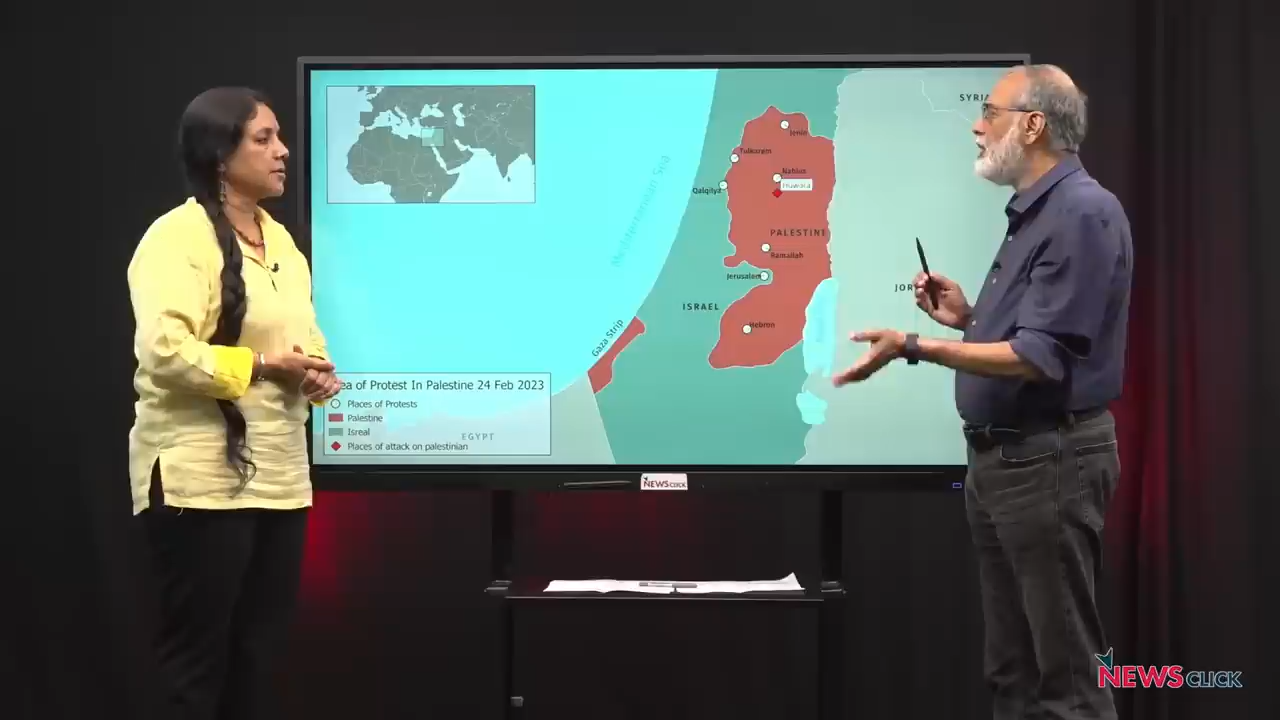 SYRIA
Mediterranean Sea
Jenin
Tulkarem
Nablus
Huwara
Qalqilya
PALESTINE
Ramallah
Jerusalem
JOR
ISRAEL
Hebron
Gaza Strip
ea of Protest In Palestine 24 Feb 2023
Places of Protests
Palestine
Isreal
Places of attack on palestinian
EGYPT
NEWSCLICK
NEWSCLICK